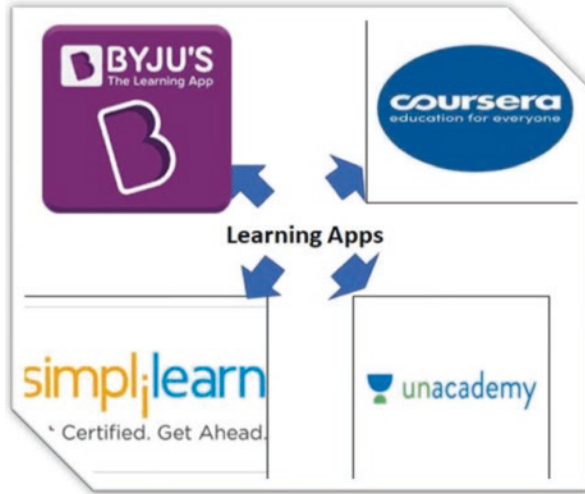 BYJU'S
The Learning App
coursera
education for everyone
Learning Apps
simplilearn
Certified. Get Ahead.
unacademy